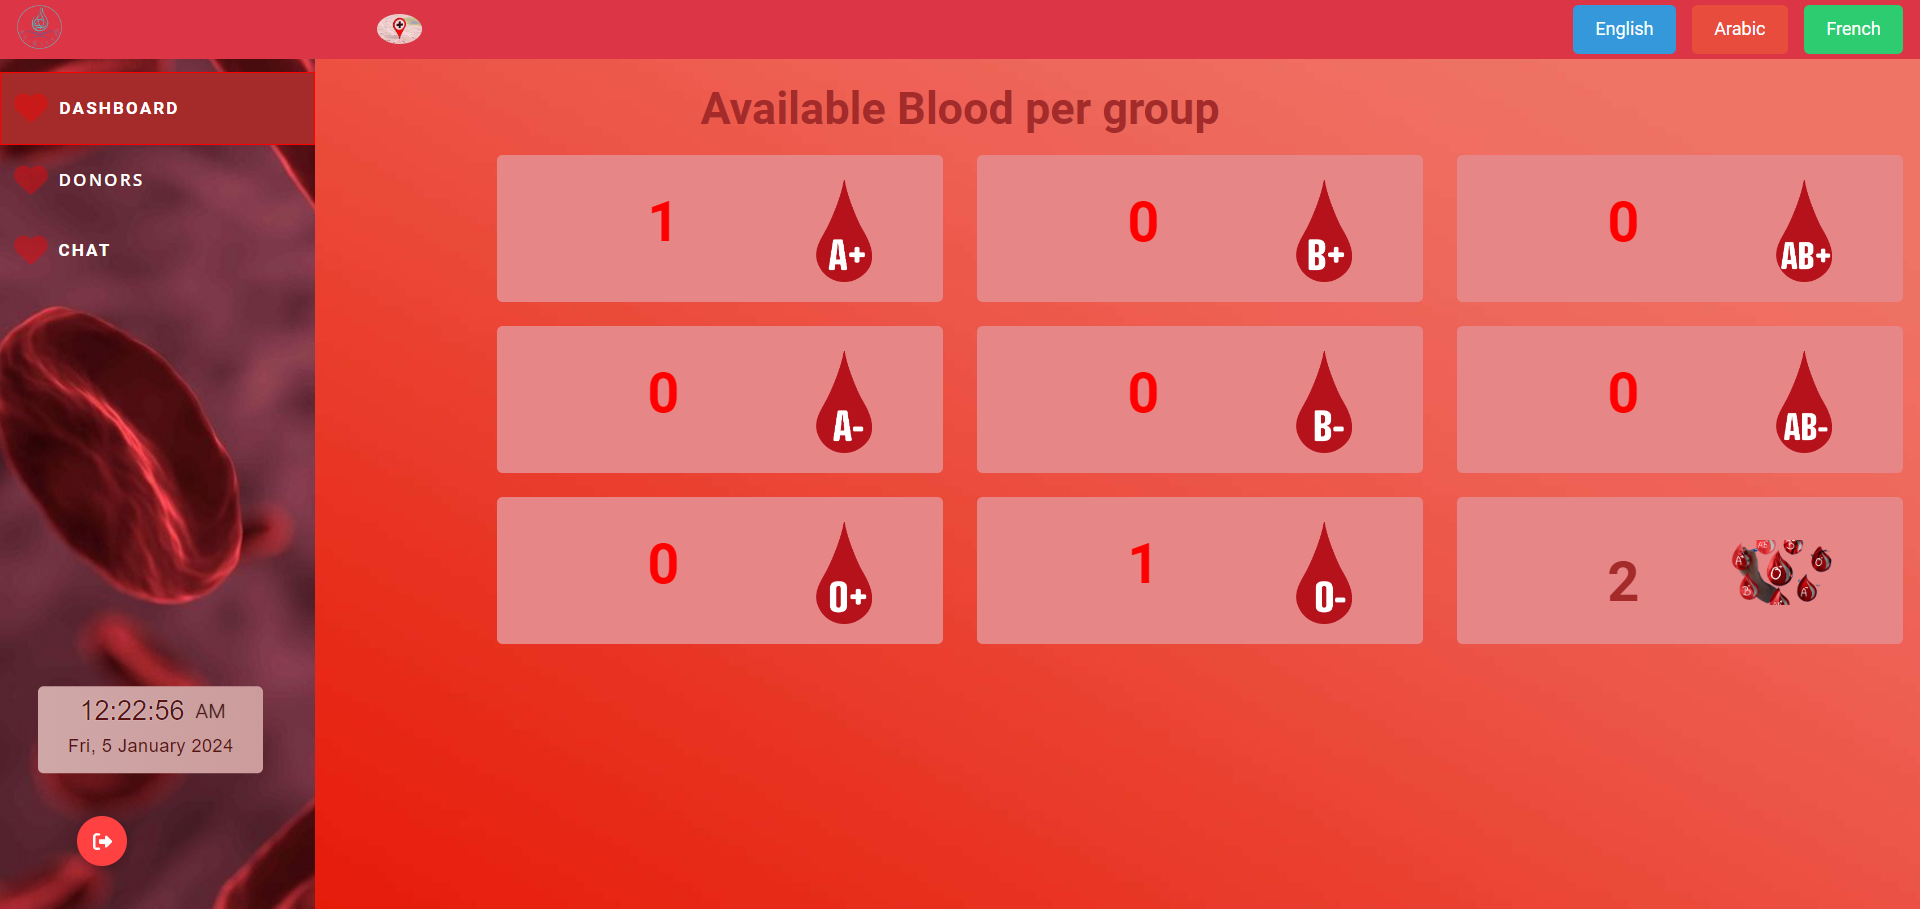 English Arabic French
DASHBOARD
DONORS
CHAT
Available Blood per group
1 A+ 0 B+ 0 AB+
0 A- 0 B- 0 AB-
0 O+ 1 O- 2
12:22:56 AM
Fri, 5 January 2024